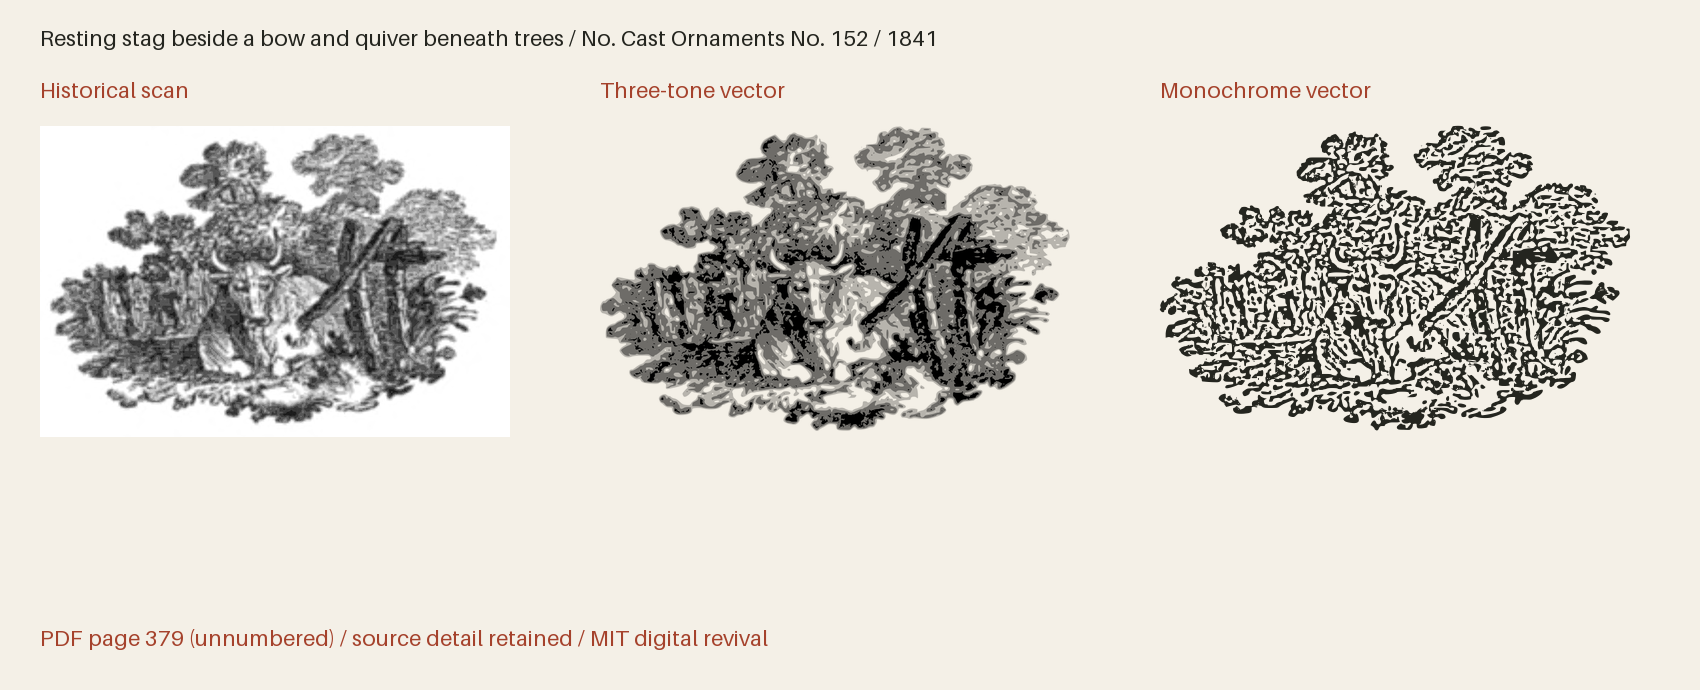 Resting stag beside a bow and quiver beneath trees / No. Cast Ornaments No. 152 / 1841
Historical scan
Three-tone vector
Monochrome vector
PDF page 379 (unnumbered) / source detail retained / MIT digital revival